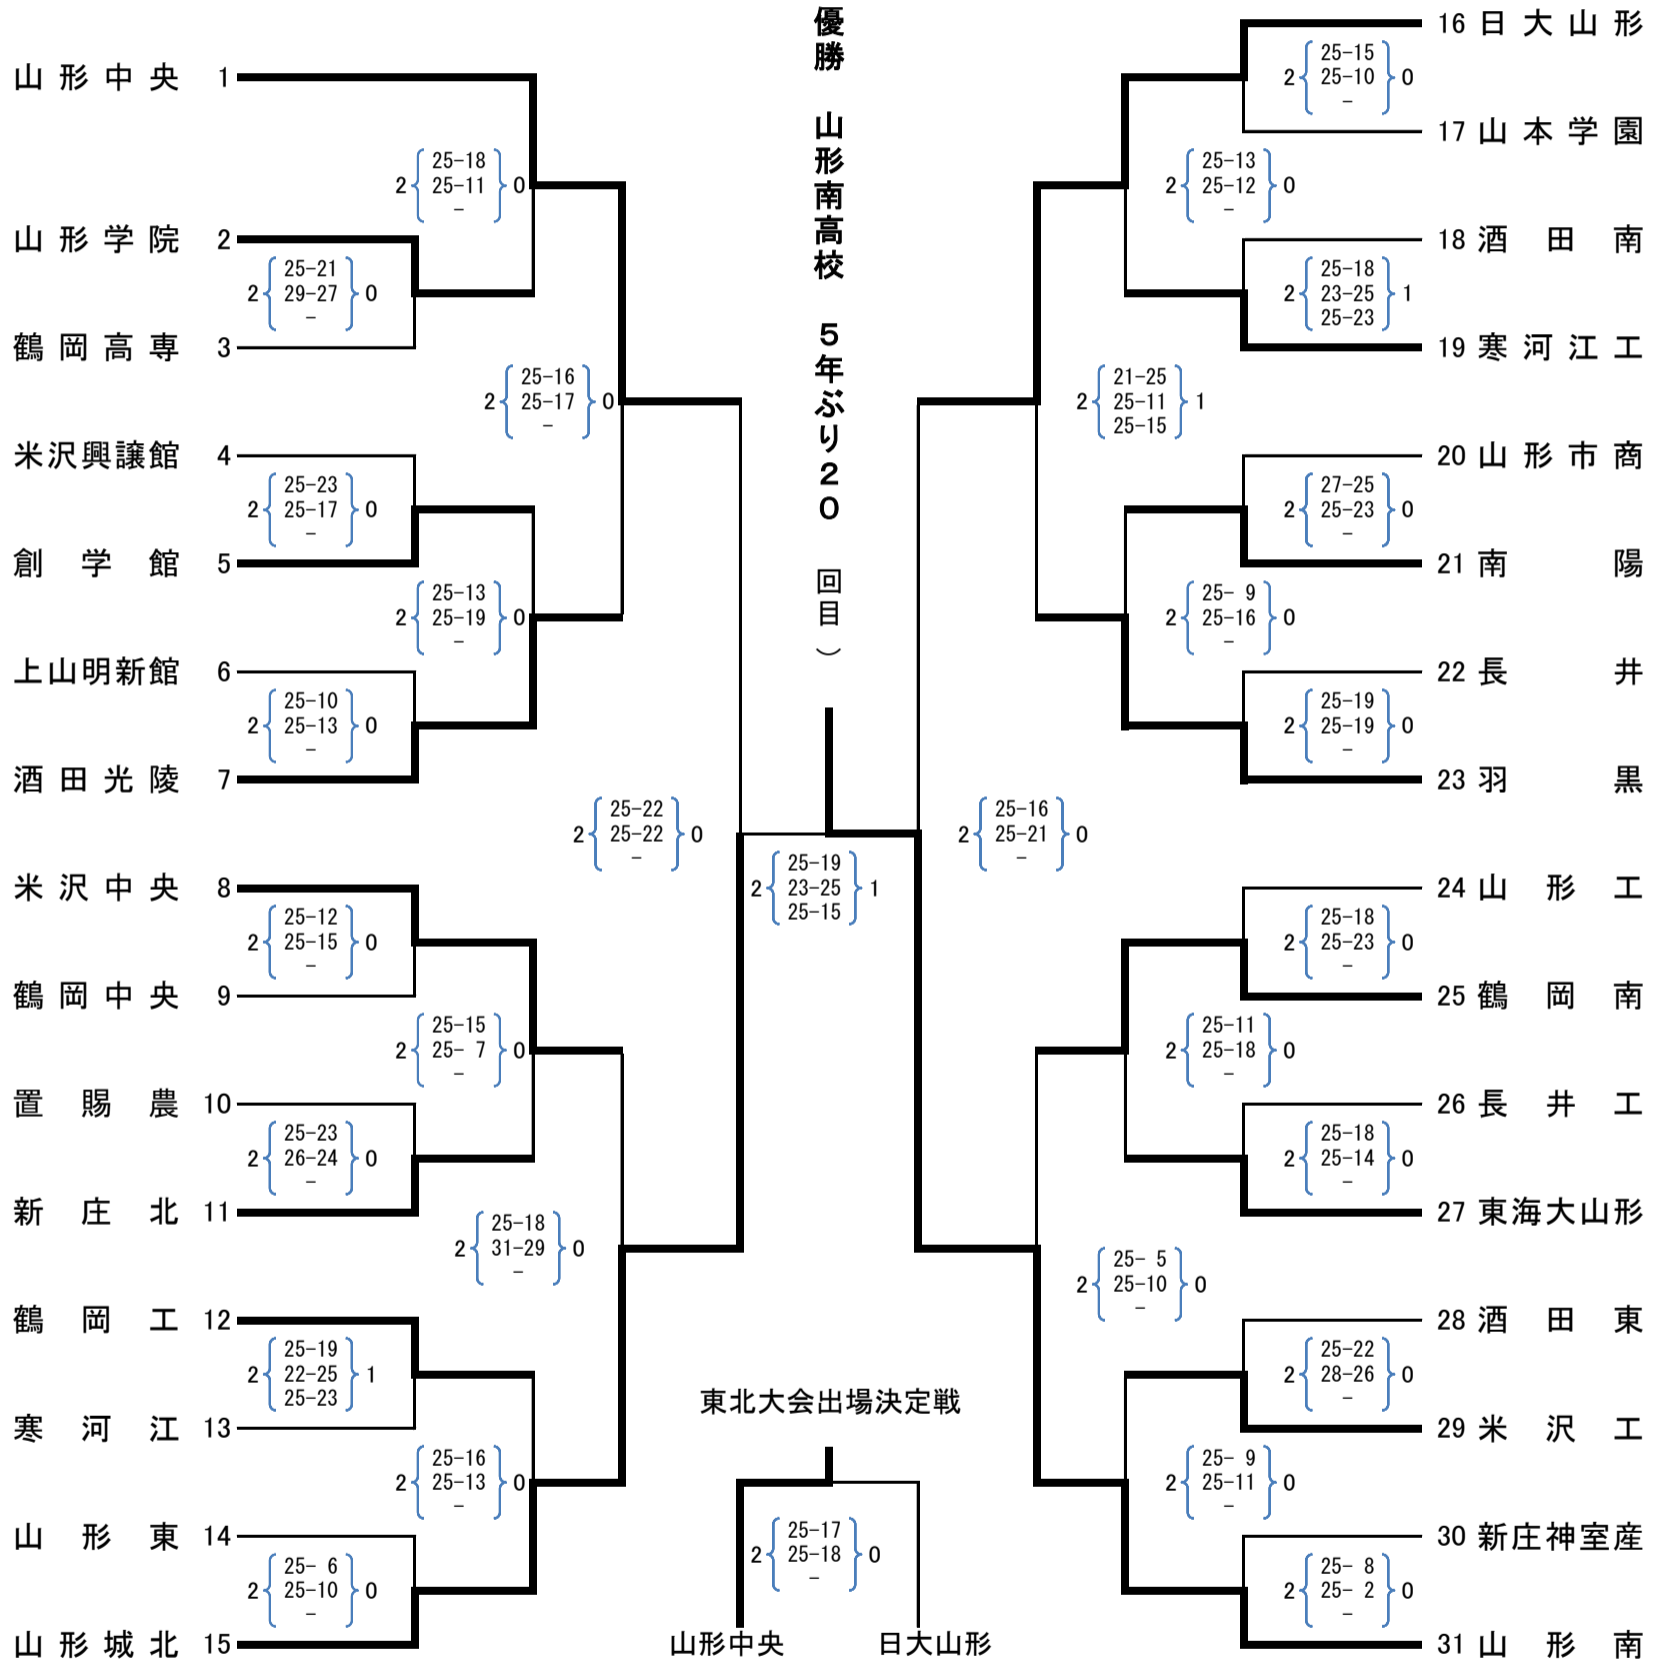 優勝 山形南高校 5年ぶり20 回目）
山形中央 1
25-18
2 25-11 0
-
山形学院 2
25-21
2 29-27 0
-
鶴岡高専 3
25-16
2 25-17 0
-
米沢興譲館 4
25-23
2 25-17 0
-
創学館 5
25-13
2 25-19 0
-
上山明新館 6
25-10
2 25-13 0
-
酒田光陵 7
25-22
2 25-22 0
-
米沢中央 8
25-12
2 25-15 0
-
鶴岡中央 9
25-15
2 25- 7 0
-
置賜農 10
25-23
2 26-24 0
-
新庄北 11
25-18
2 31-29 0
-
鶴岡工 12
25-19
2 22-25 1
25-23
寒河江 13
25-16
2 25-13 0
-
山形東 14
25- 6
2 25-10 0
-
山形城北 15
25-19
2 23-25 1
25-15
16 日大山形
25-15
2 25-10 0
-
17 山本学園
25-13
2 25-12 0
-
18 酒田南
25-18
2 23-25 1
25-23
19 寒河江工
21-25
2 25-11 1
25-15
20 山形市商
27-25
2 25-23 0
-
21 南陽
25- 9
2 25-16 0
-
22 長井
25-19
2 25-19 0
-
23 羽黒
25-16
2 25-21 0
-
24 山形工
25-18
2 25-23 0
-
25 鶴岡南
25-11
2 25-18 0
-
26 長井工
25-18
2 25-14 0
-
27 東海大山形
25- 5
2 25-10 0
-
28 酒田東
25-22
2 28-26 0
-
29 米沢工
25- 9
2 25-11 0
-
30 新庄神室産
25- 8
2 25- 2 0
-
31 山形南
東北大会出場決定戦
25-17
2 25-18 0
-
山形中央 日大山形